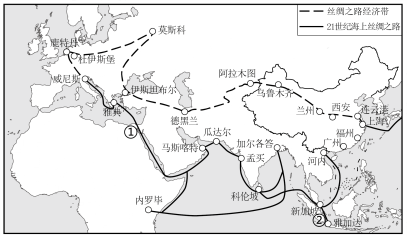 丝绸之路经济带
21世纪海上丝绸之路
莫斯科
鹿特丹
杜伊斯堡
威尼斯
阿拉木图
乌鲁木齐
伊斯坦布尔
兰州
西安
连云港
上海
雅典
德黑兰
①
瓜达尔
福州
马斯喀特
加尔各答
广州
孟买
河内
内罗毕
科伦坡
新加坡
②
雅加达